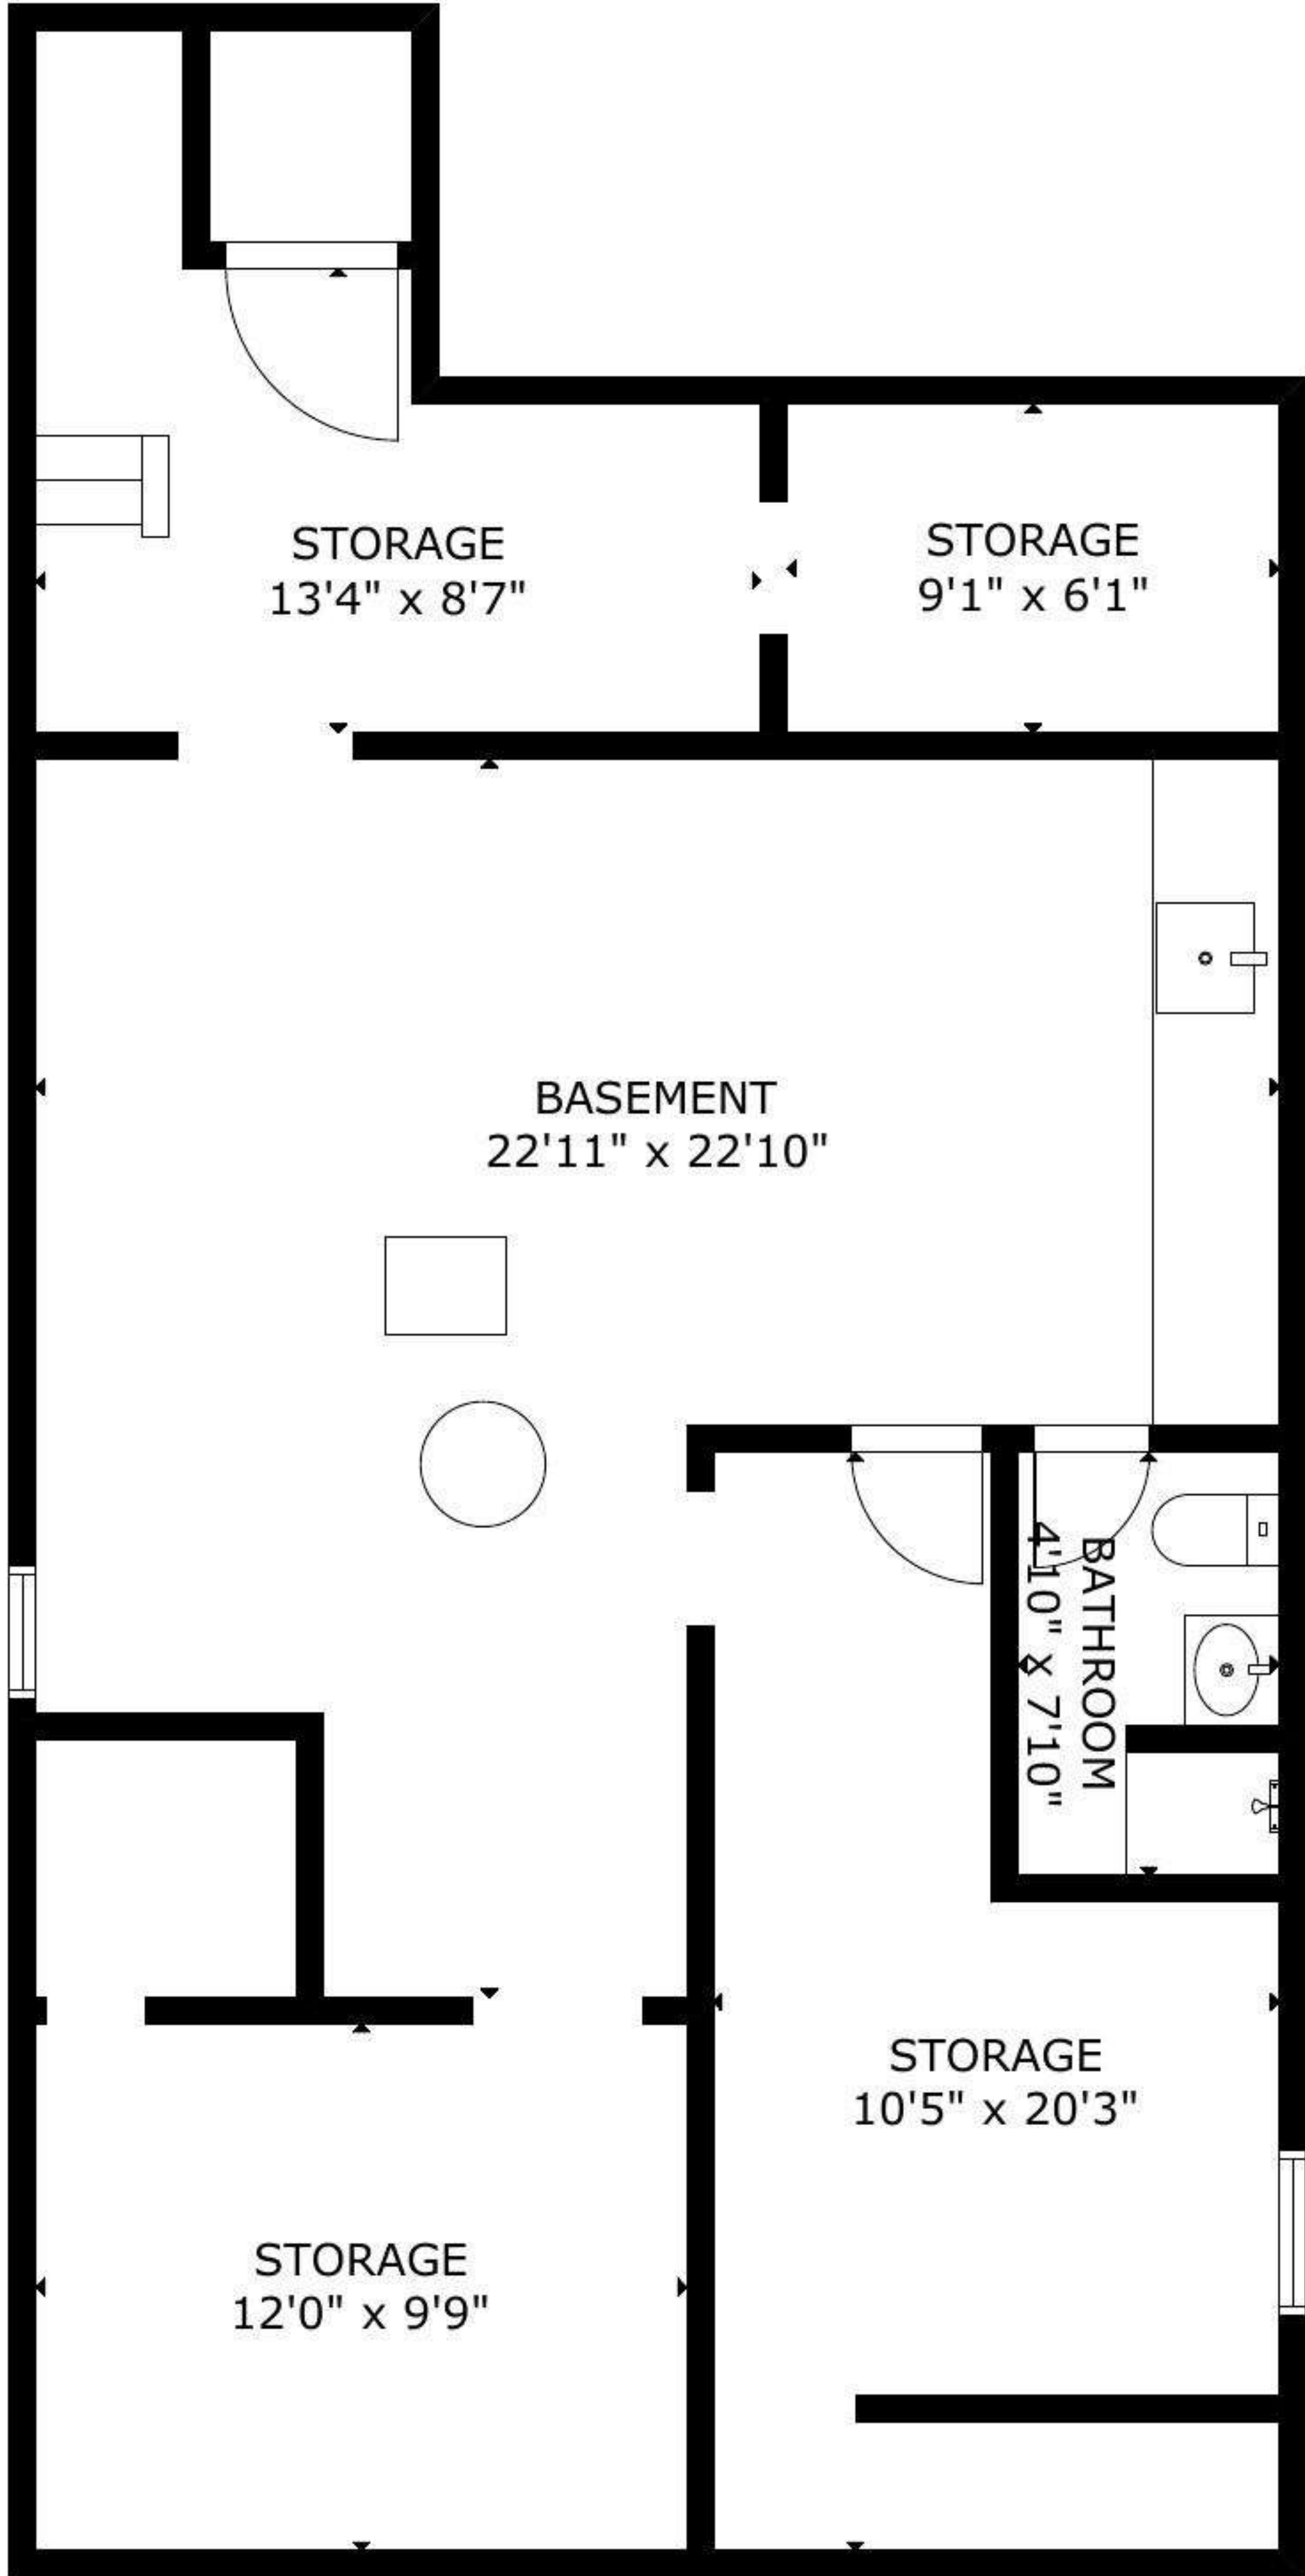 STORAGE
13'4" x 8'7"
STORAGE
9'1" x 6'1"
BASEMENT
22'11" x 22'10"
BATHROOM
4'10" x 7'10"
STORAGE
10'5" x 20'3"
STORAGE
12'0" x 9'9"